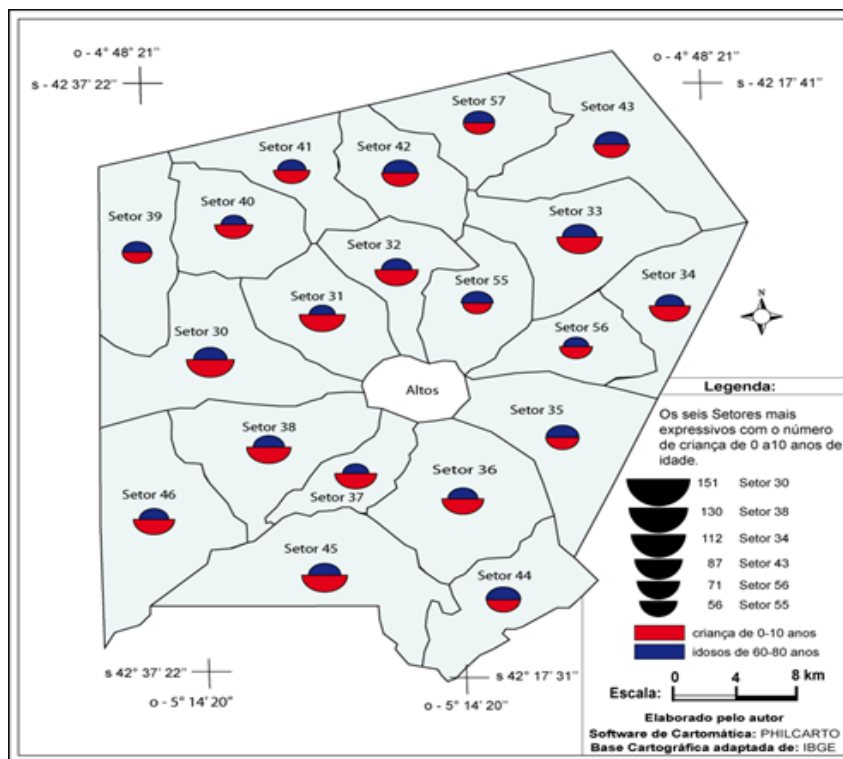 o - 4° 48' 21''
s - 42 37' 22''
o - 4° 48' 21''
s - 42 17' 41''
Setor 57
Setor 43
Setor 41
Setor 42
Setor 40
Setor 39
Setor 33
Setor 32
Setor 34
Setor 55
Setor 31
Setor 56
Setor 30
N
Altos
Setor 35
Setor 38
Setor 36
Setor 46
Setor 37
Setor 45
Setor 44
Legenda:
Os seis Setores mais
expressivos com o número
de criança de 0 a10 anos de
idade.
151 Setor 30
130 Setor 38
112 Setor 34
87 Setor 43
71 Setor 56
56 Setor 55
criança de 0-10 anos
idosos de 60-80 anos
Escala: 0 4 8 km
Elaborado pelo autor
Software de Cartomática: PHILCARTO
Base Cartográfica adaptada de: IBGE
s 42° 37' 22''
o - 5° 14' 20"
s 42° 17' 31''
o - 5° 14' 20''